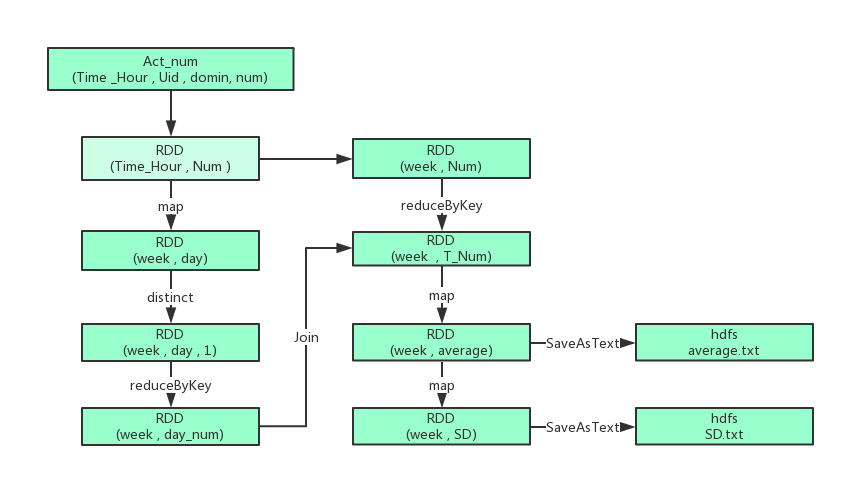 Act_num
(Time _Hour , Uid , domin, num)
RDD
(Time_Hour , Num )
map
RDD
(week , day)
distinct
RDD
(week , day , 1)
reduceByKey
RDD
(week , day_num)
Join
RDD
(week , Num)
reduceByKey
RDD
(week , T_Num)
map
RDD
(week , average)
SaveAsText
hdfs
average.txt
map
RDD
(week , SD)
SaveAsText
hdfs
SD.txt